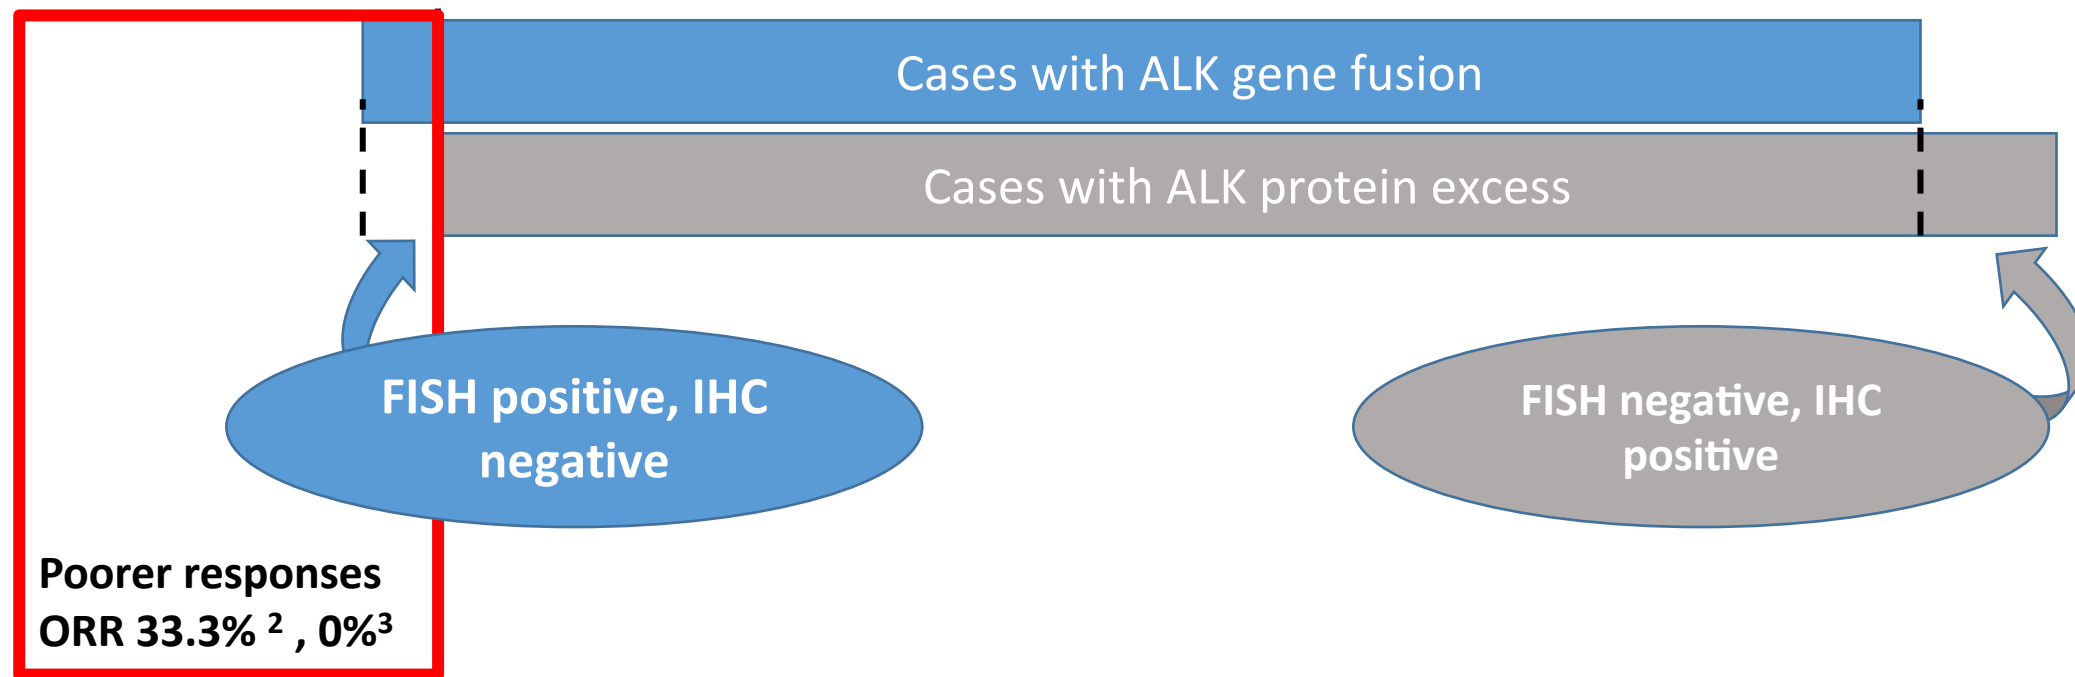 Cases with ALK gene fusion
Cases with ALK protein excess
FISH positive, IHC
negative
FISH negative, IHC
positive
Poorer responses
ORR 33.3% ² , 0%³